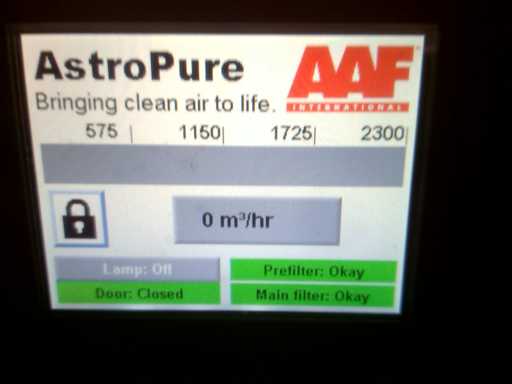 AstroPure
AAF
INTERNATIONAL
Bringing clean air to life.
575 | 1150| 1725| 2300|
0 m³/hr
Lamp: Off
Prefilter: Okay
Door: Closed
Main filter: Okay